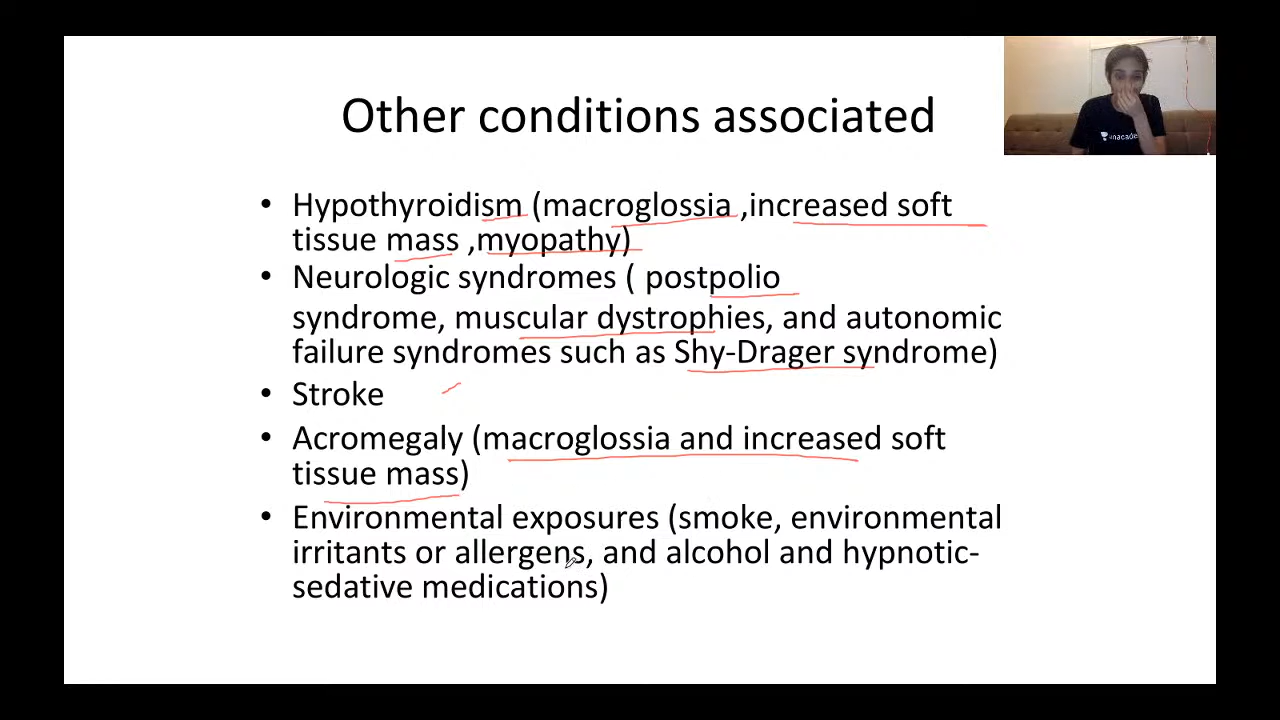 Other conditions associated
• Hypothyroidism (macroglossia ,increased soft
tissue mass ,myopathy)
• Neurologic syndromes ( postpolio
syndrome, muscular dystrophies, and autonomic
failure syndromes such as Shy-Drager syndrome)
• Stroke
• Acromegaly (macroglossia and increased soft
tissue mass)
• Environmental exposures (smoke, environmental
irritants or allergens, and alcohol and hypnotic-
sedative medications)